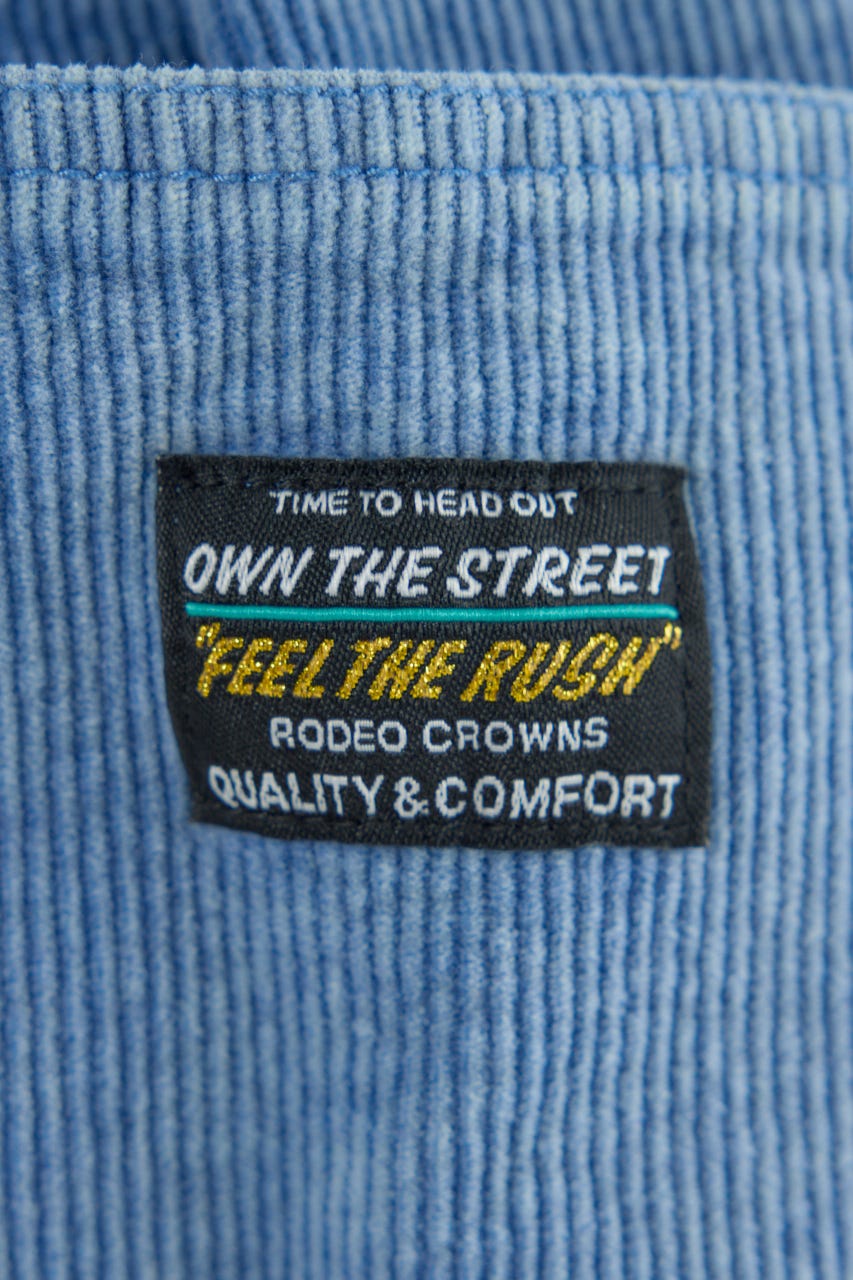 TIME TO HEAD OUT
OWN THE STREET
"FEEL THE RUSH"
RODEO CROWNS
QUALITY & COMFORT